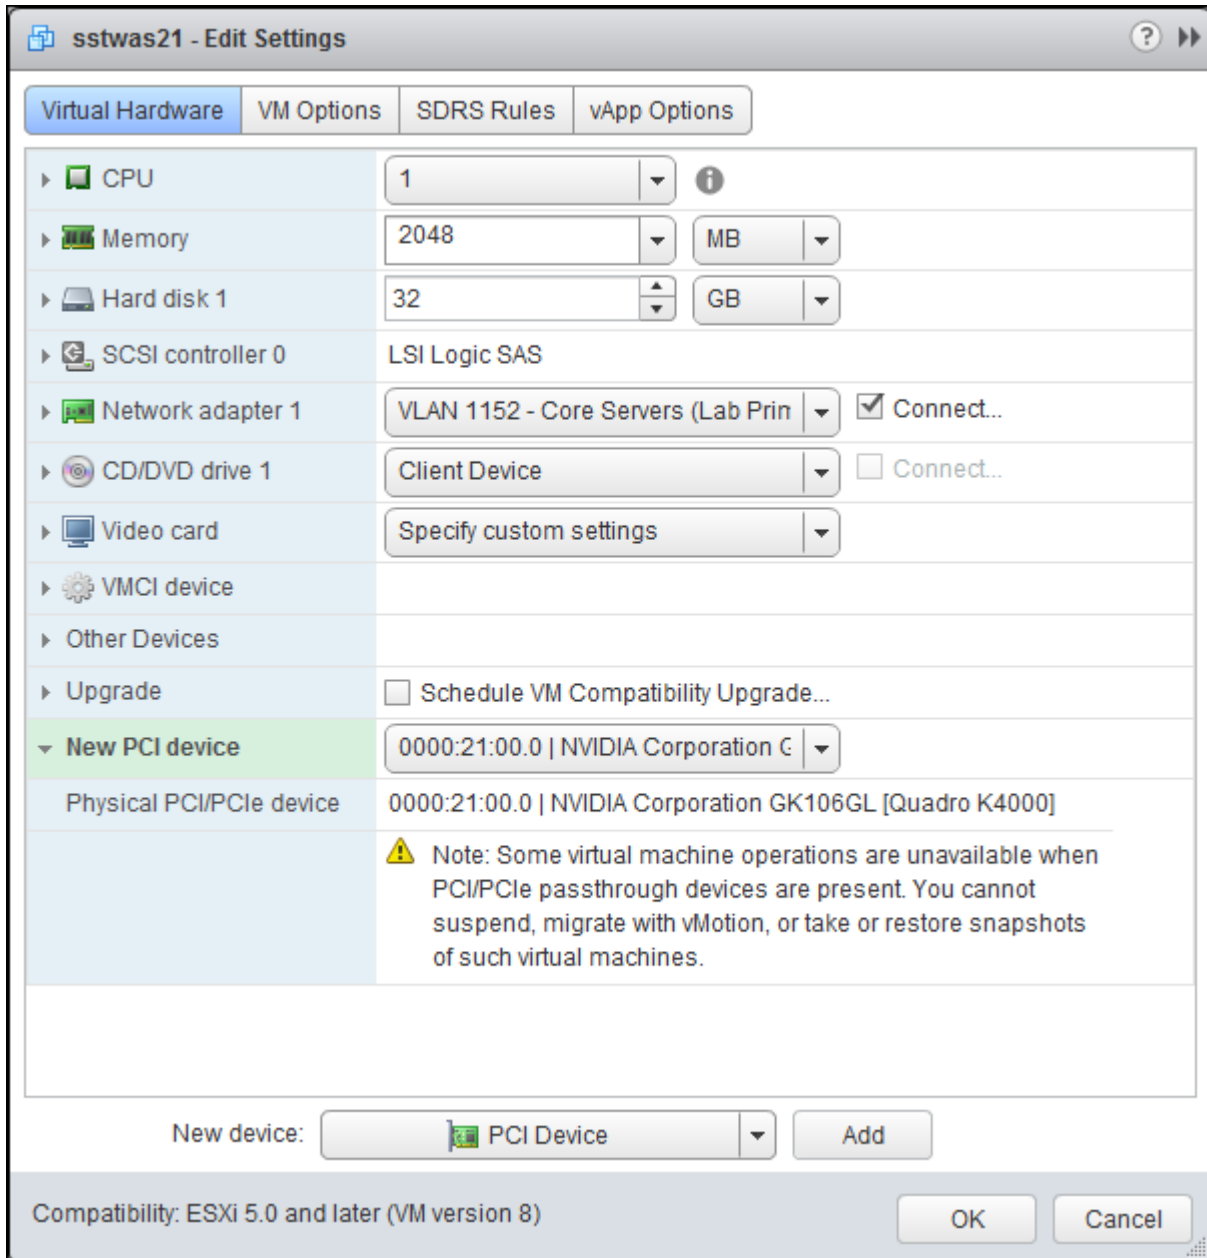 sstwas21 - Edit Settings
?
Virtual Hardware VM Options SDRS Rules vApp Options
CPU 1
Memory 2048 MB
Hard disk 1 32 GB
SCSI controller 0 LSI Logic SAS
Network adapter 1 VLAN 1152 - Core Servers (Lab Prim Connect...
CD/DVD drive 1 Client Device Connect...
Video card Specify custom settings
VMCI device
Other Devices
Upgrade Schedule VM Compatibility Upgrade...
New PCI device 0000:21:00.0 | NVIDIA Corporation G
Physical PCI/PCIe device 0000:21:00.0 | NVIDIA Corporation GK106GL [Quadro K4000]
Note: Some virtual machine operations are unavailable when
PCI/PCIe passthrough devices are present. You cannot
suspend, migrate with vMotion, or take or restore snapshots
of such virtual machines.
New device: PCI Device Add
Compatibility: ESXi 5.0 and later (VM version 8) OK Cancel